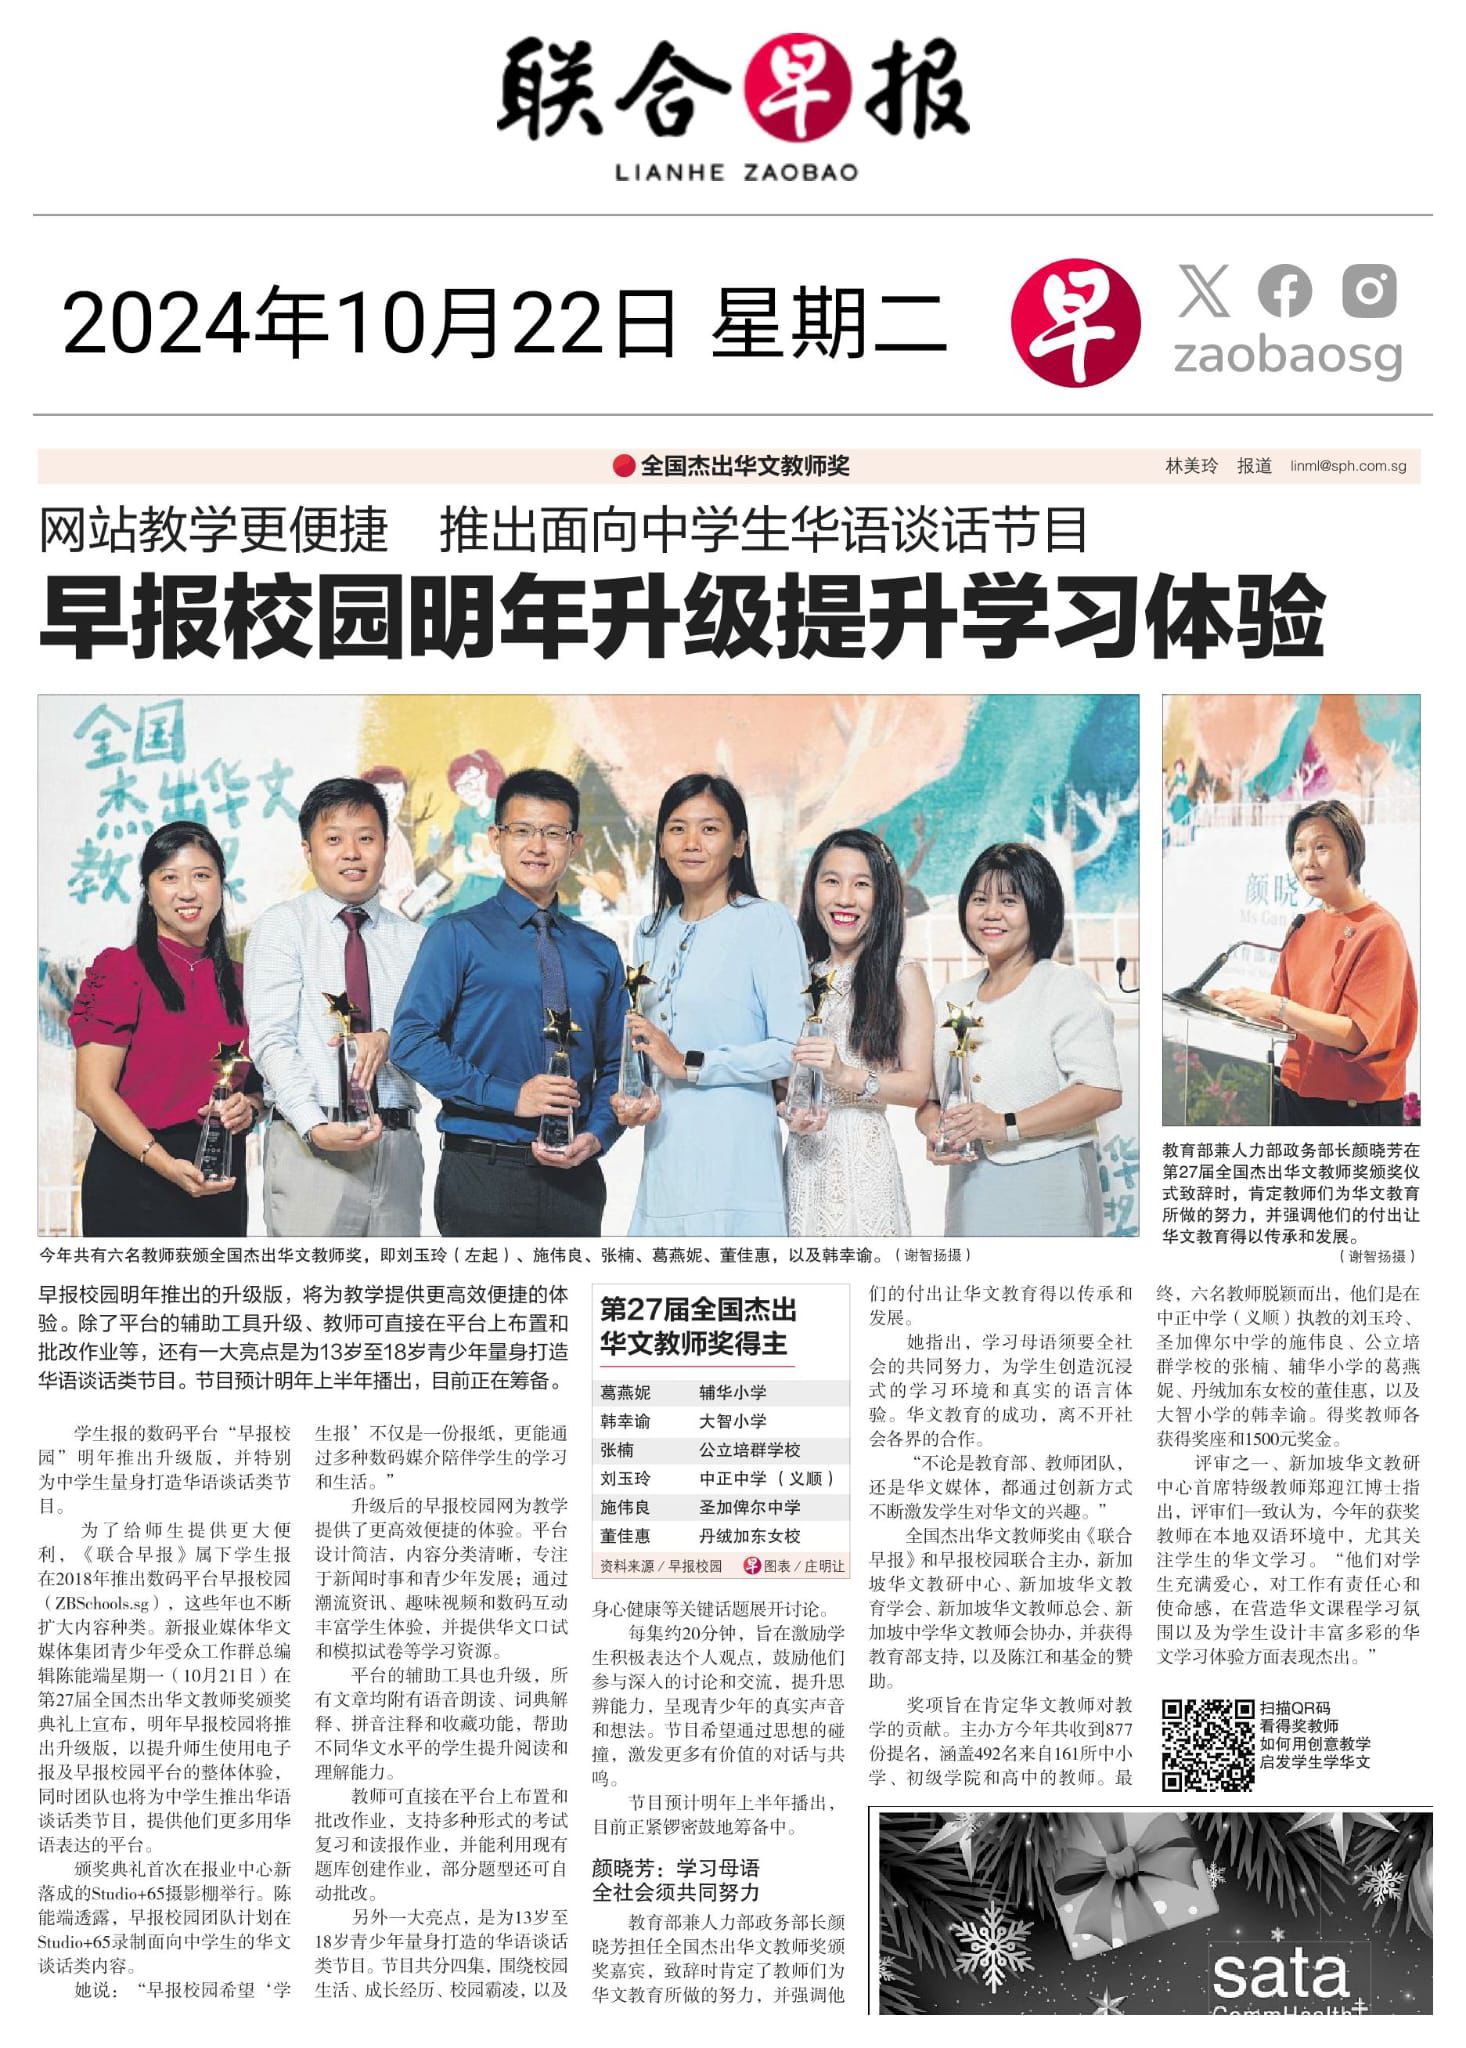 联合早报
LIANHE ZAOBAO
2024年10月22日 星期二
早
zaobaosg
全国杰出华文教师奖
林美玲 报道 linml@sph.com.sg
网站教学更便捷 推出面向中学生华语谈话节目
早报校园明年升级提升学习体验
全国
杰出华文
教
颜晓
Ms Gan
今年共有六名教师获颁全国杰出华文教师奖，即刘玉玲（左起）、施伟良、张楠、葛燕妮、董佳惠，以及韩幸谕。（谢智扬摄）
教育部兼人力部政务部长颜晓芳在
第27届全国杰出华文教师奖颁奖仪
式致辞时，肯定教师们为华文教育
所做的努力，并强调他们的付出让
华文教育得以传承和发展。
（谢智扬摄）
早报校园明年推出的升级版，将为教学提供更高效便捷的体
验。除了平台的辅助工具升级、教师可直接在平台上布置和
批改作业等，还有一大亮点是为13岁至18岁青少年量身打造
华语谈话类节目。节目预计明年上半年播出，目前正在筹备。
学生报的数码平台“早报校
园”明年推出升级版，并特别
为中学生量身打造华语谈话类节
目。
为了给师生提供更大便
利，《联合早报》属下学生报
在2018年推出数码平台早报校园
（ZBSchools.sg），这些年也不断
扩大内容种类。新报业媒体华文
媒体集团青少年受众工作群总编
辑陈能端星期一（10月21日）在
第27届全国杰出华文教师奖颁奖
典礼上宣布，明年早报校园将推
出升级版，以提升师生使用电子
报及早报校园平台的整体体验，
同时团队也将为中学生推出华语
谈话类节目，提供他们更多用华
语表达的平台。
颁奖典礼首次在报业中心新
落成的Studio+65摄影棚举行。陈
能端透露，早报校园团队计划在
Studio+65录制面向中学生的华文
谈话类内容。
她说：“早报校园希望‘学
生报’不仅是一份报纸，更能通
过多种数码媒介陪伴学生的学习
和生活。”
升级后的早报校园网为教学
提供了更高效便捷的体验。平台
设计简洁，内容分类清晰，专注
于新闻时事和青少年发展；通过
潮流资讯、趣味视频和数码互动
丰富学生体验，并提供华文口试
和模拟试卷等学习资源。
平台的辅助工具也升级，所
有文章均附有语音朗读、词典解
释、拼音注释和收藏功能，帮助
不同华文水平的学生提升阅读和
理解能力。
教师可直接在平台上布置和
批改作业，支持多种形式的考试
复习和读报作业，并能利用现有
题库创建作业，部分题型还可自
动批改。
另外一大亮点，是为13岁至
18岁青少年量身打造的华语谈话
类节目。节目共分四集，围绕校园
生活、成长经历、校园霸凌，以及
第27届全国杰出
华文教师奖得主
葛燕妮 辅华小学
韩幸谕 大智小学
张楠 公立培群学校
刘玉玲 中正中学（义顺）
施伟良 圣加俾尔中学
董佳惠 丹绒加东女校
资料来源／早报校园 早 图表／庄明让
身心健康等关键话题展开讨论。
每集约20分钟，旨在激励学
生积极表达个人观点，鼓励他们
参与深入的讨论和交流，提升思
辨能力，呈现青少年的真实声音
和想法。节目希望通过思想的碰
撞，激发更多有价值的对话与共
鸣。
节目预计明年上半年播出，
目前正紧锣密鼓地筹备中。
颜晓芳：学习母语
全社会须共同努力
教育部兼人力部政务部长颜
晓芳担任全国杰出华文教师奖颁
奖嘉宾，致辞时肯定了教师们为
华文教育所做的努力，并强调他
们的付出让华文教育得以传承和
发展。
她指出，学习母语须要全社
会的共同努力，为学生创造沉浸
式的学习环境和真实的语言体
验。华文教育的成功，离不开社
会各界的合作。
“不论是教育部、教师团队，
还是华文媒体，都通过创新方式
不断激发学生对华文的兴趣。”
全国杰出华文教师奖由《联合
早报》和早报校园联合主办，新加
坡华文教研中心、新加坡华文教
育学会、新加坡华文教师总会、新
加坡中学华文教师会协办，并获得
教育部支持，以及陈江和基金的赞
助。
奖项旨在肯定华文教师对教
学的贡献。主办方今年共收到877
份提名，涵盖492名来自161所中小
学、初级学院和高中的教师。最
终，六名教师脱颖而出，他们是在
中正中学（义顺）执教的刘玉玲、
圣加俾尔中学的施伟良、公立培
群学校的张楠、辅华小学的葛燕
妮、丹绒加东女校的董佳惠，以及
大智小学的韩幸谕。得奖教师各
获得奖座和1500元奖金。
评审之一、新加坡华文教研
中心首席特级教师郑迎江博士指
出，评审们一致认为，今年的获奖
教师在本地双语环境中，尤其关
注学生的华文学习。“他们对学
生充满爱心，对工作有责任心和
使命感，在营造华文课程学习氛
围以及为学生设计丰富多彩的华
文学习体验方面表现杰出。”
扫描QR码
看得奖教师
如何用创意教学
启发学生学华文
sata
CommHealth